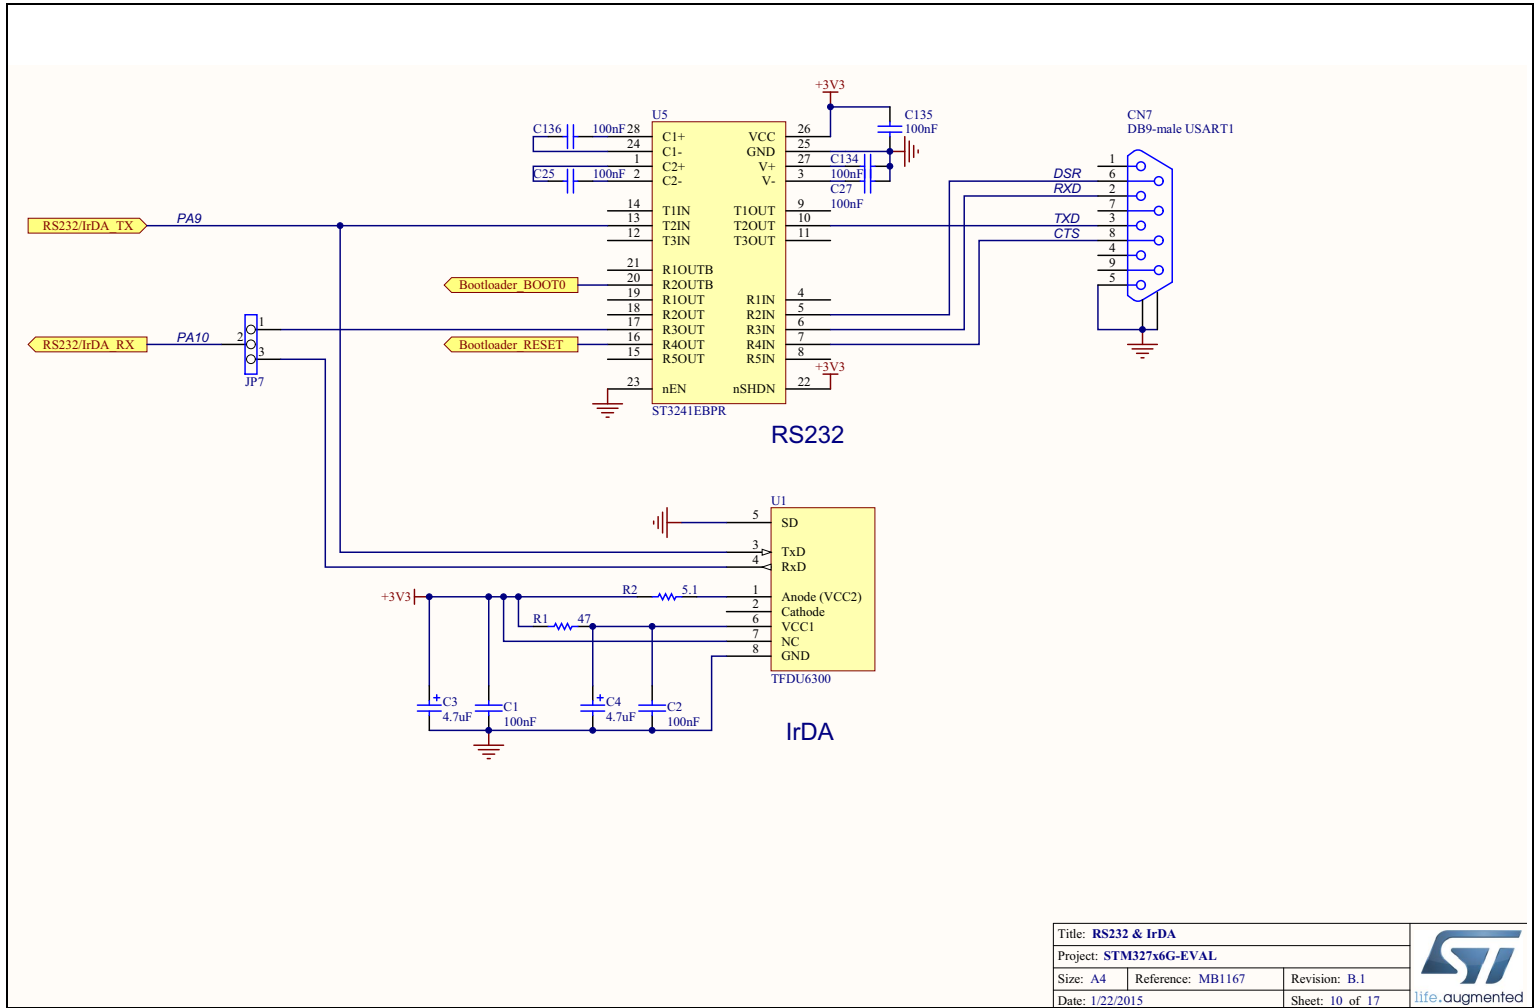 +3V3
U5
C135
100nF
CN7
DB9-male USART1
C136 100nF 28 C1+ VCC 26
24 C1- GND 25
1 C2+ V+ 27 C134
C25 100nF 2 C2- V- 3 100nF
C27
100nF
14 T1IN T1OUT 9
RS232/IrDA_TX PA9 13 T2IN T2OUT 10
12 T3IN T3OUT 11
1
DSR 6
RXD 2
7
TXD 3
CTS 8
4
9
5
21 R1OUTB
Bootloader_BOOT0 20 R2OUTB
19 R1OUT R1IN 4
18 R2OUT R2IN 5
17 R3OUT R3IN 6
Bootloader_RESET 16 R4OUT R4IN 7
15 R5OUT R5IN 8
+3V3
23 nEN nSHDN 22
ST3241EBPR
RS232
1
RS232/IrDA_RX PA10 2
3
JP7
U1
5 SD
3 TxD
4 RxD
+3V3 R2 5.1 1 Anode (VCC2)
2 Cathode
R1 47 6 VCC1
7 NC
8 GND
TFDU6300
+ C3
4.7uF
C1
100nF
+ C4
4.7uF
C2
100nF
IrDA
Title: RS232 & IrDA
Project: STM327x6G-EVAL
Size: A4 Reference: MB1167 Revision: B.1
Date: 1/22/2015 Sheet: 10 of 17
ST
life.augmented